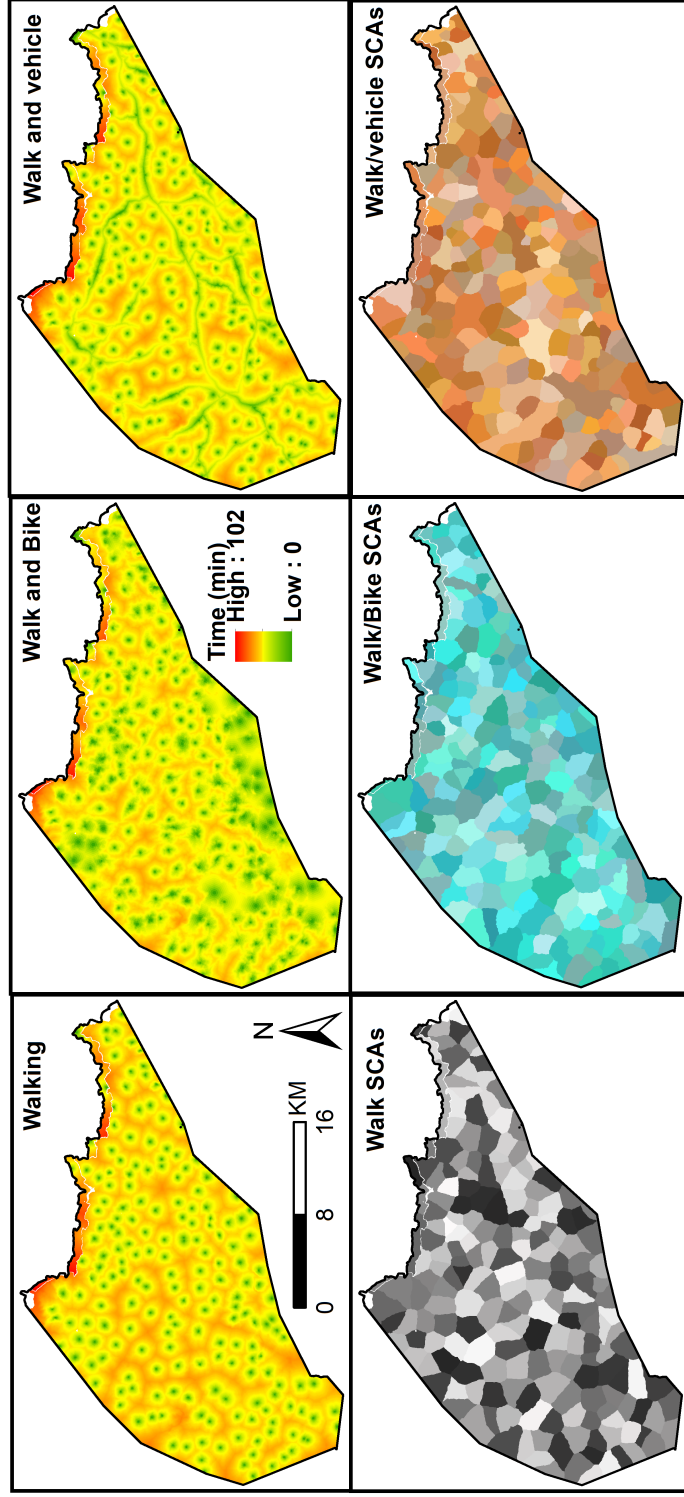 Walking
N
KM
0 8 16
Walk and Bike
Time (min)
High : 102
Low : 0
Walk and vehicle
Walk SCAs
Walk/Bike SCAs
Walk/vehicle SCAs